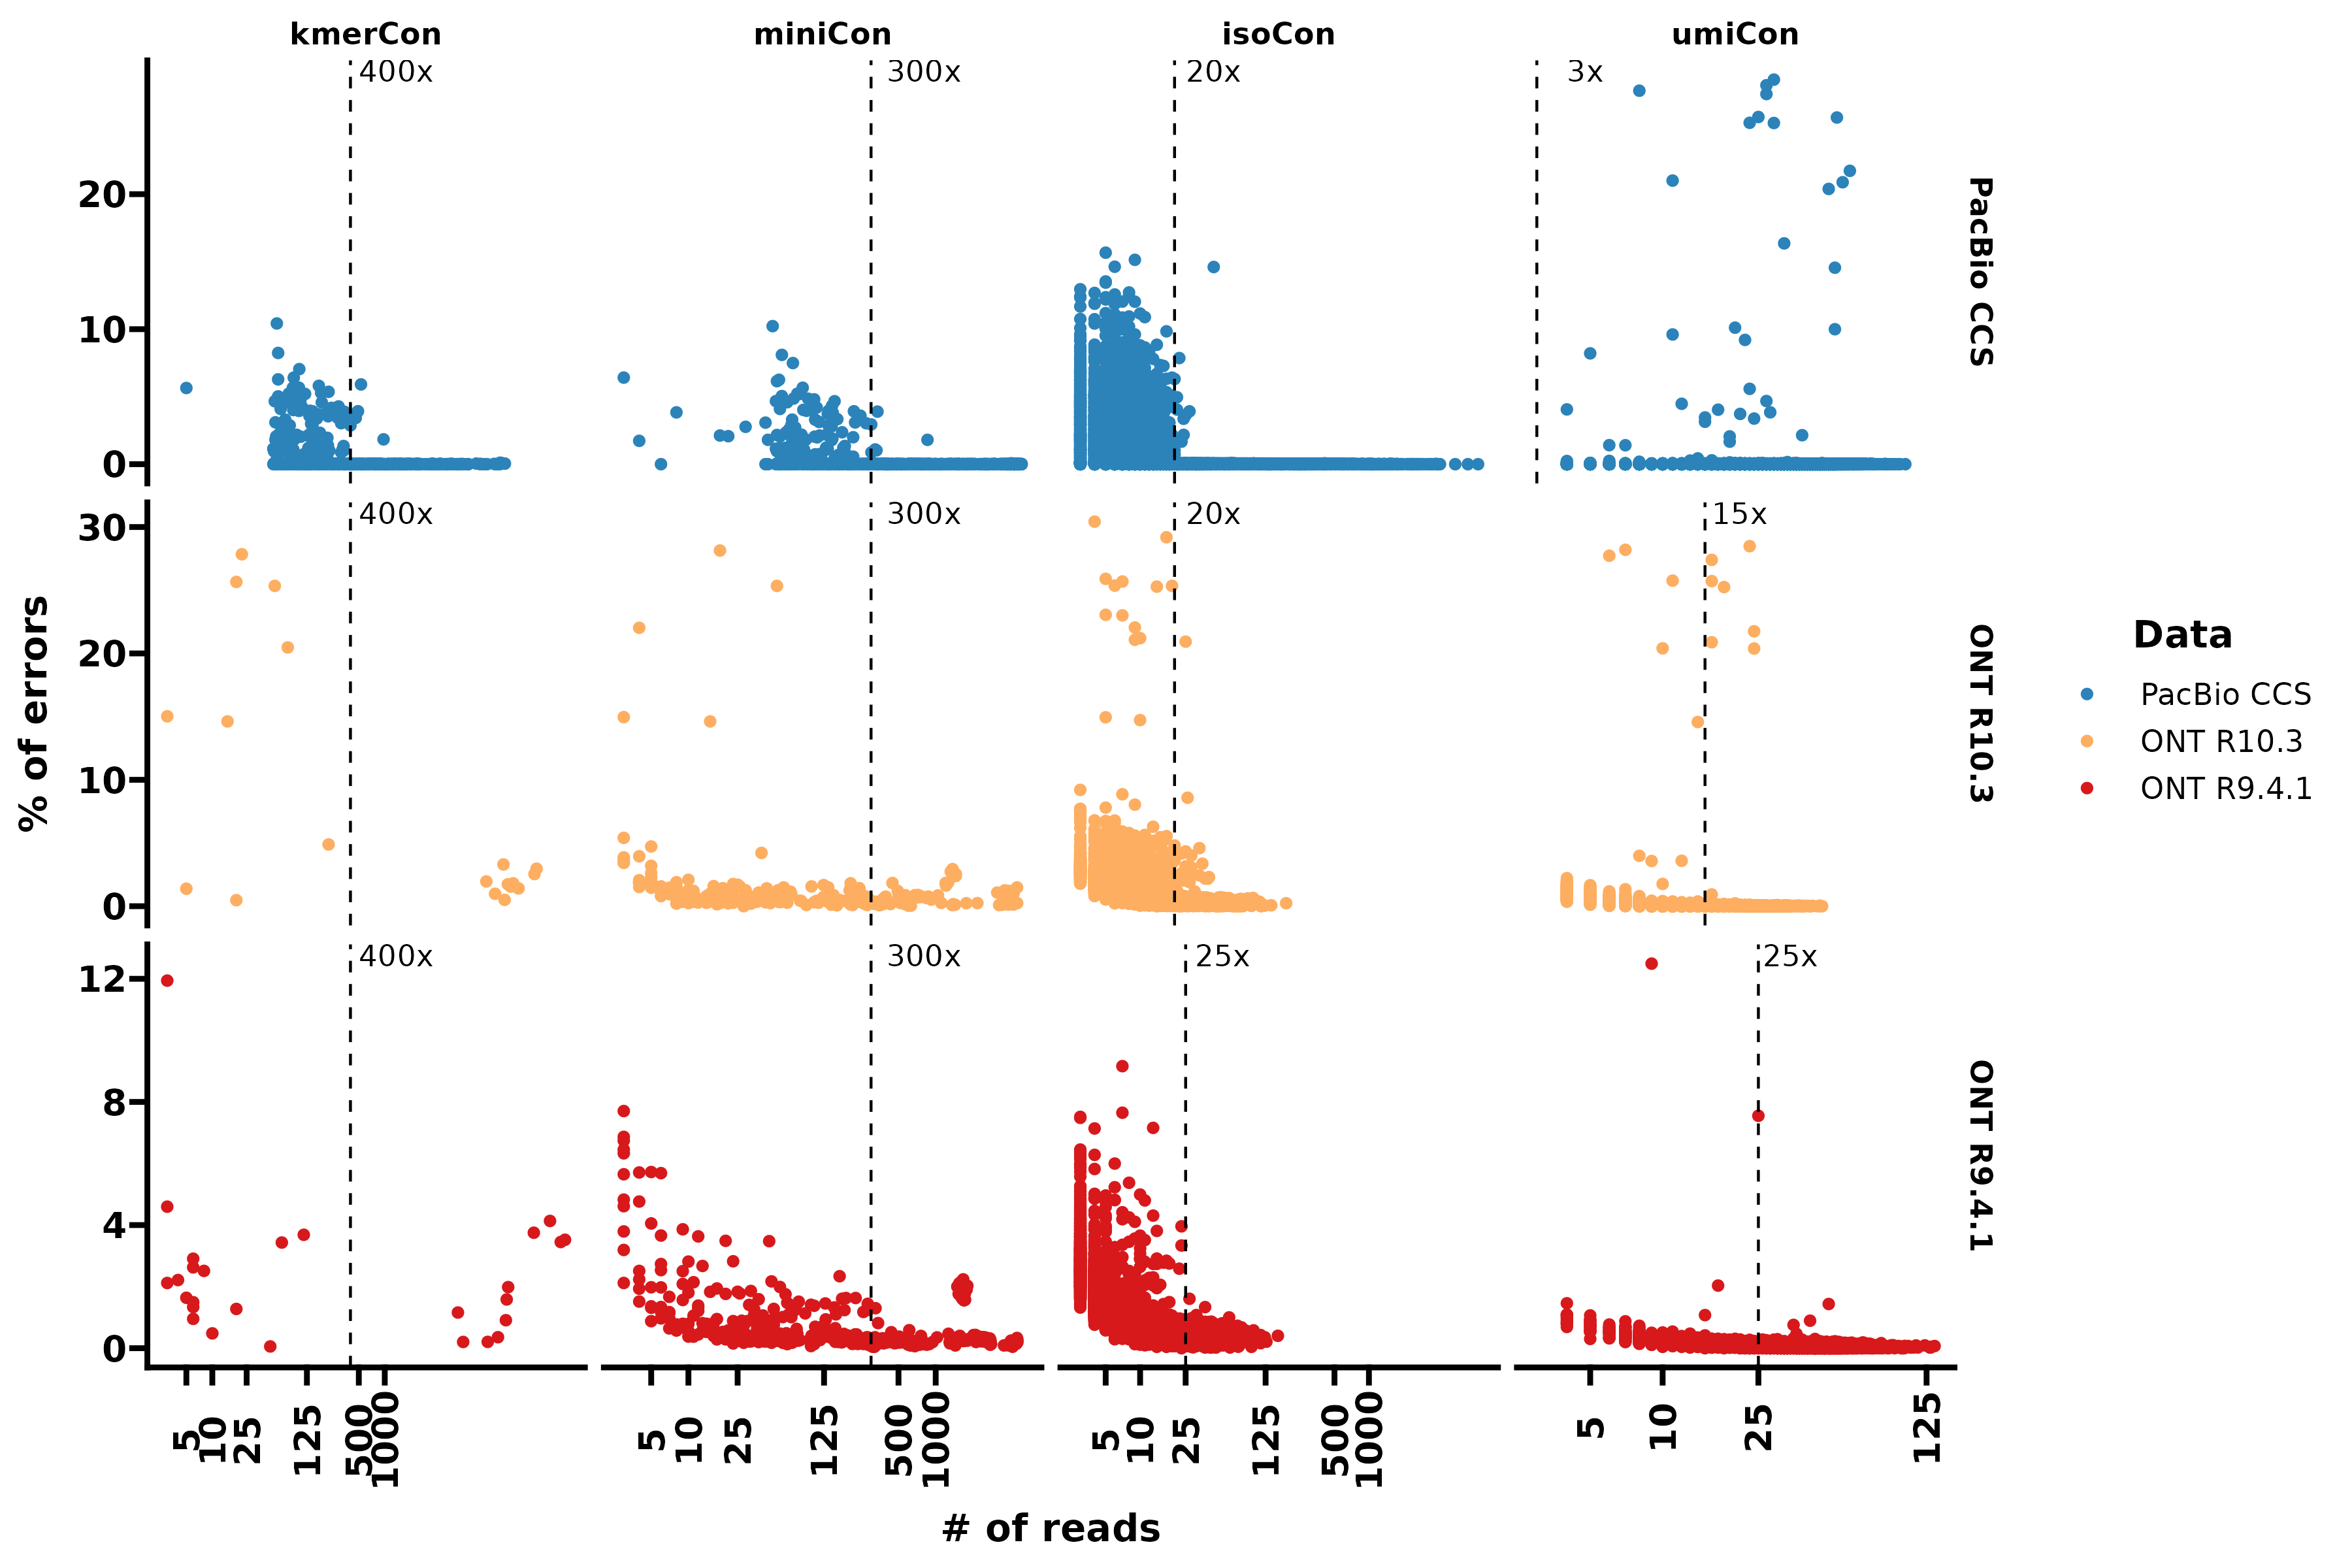 kmerCon miniCon isoCon umiCon
400x 300x 20x 3x
20
10
0
PacBio CCS
400x 300x 20x 15x
30
20
10
0
ONT R10.3
400x 300x 25x 25x
12
8
4
0
ONT R9.4.1
% of errors
5 10 25 125 500 1000 5 10 25 125 500 1000 5 10 25 125 500 1000 5 10 25 125
# of reads
Data
PacBio CCS
ONT R10.3
ONT R9.4.1